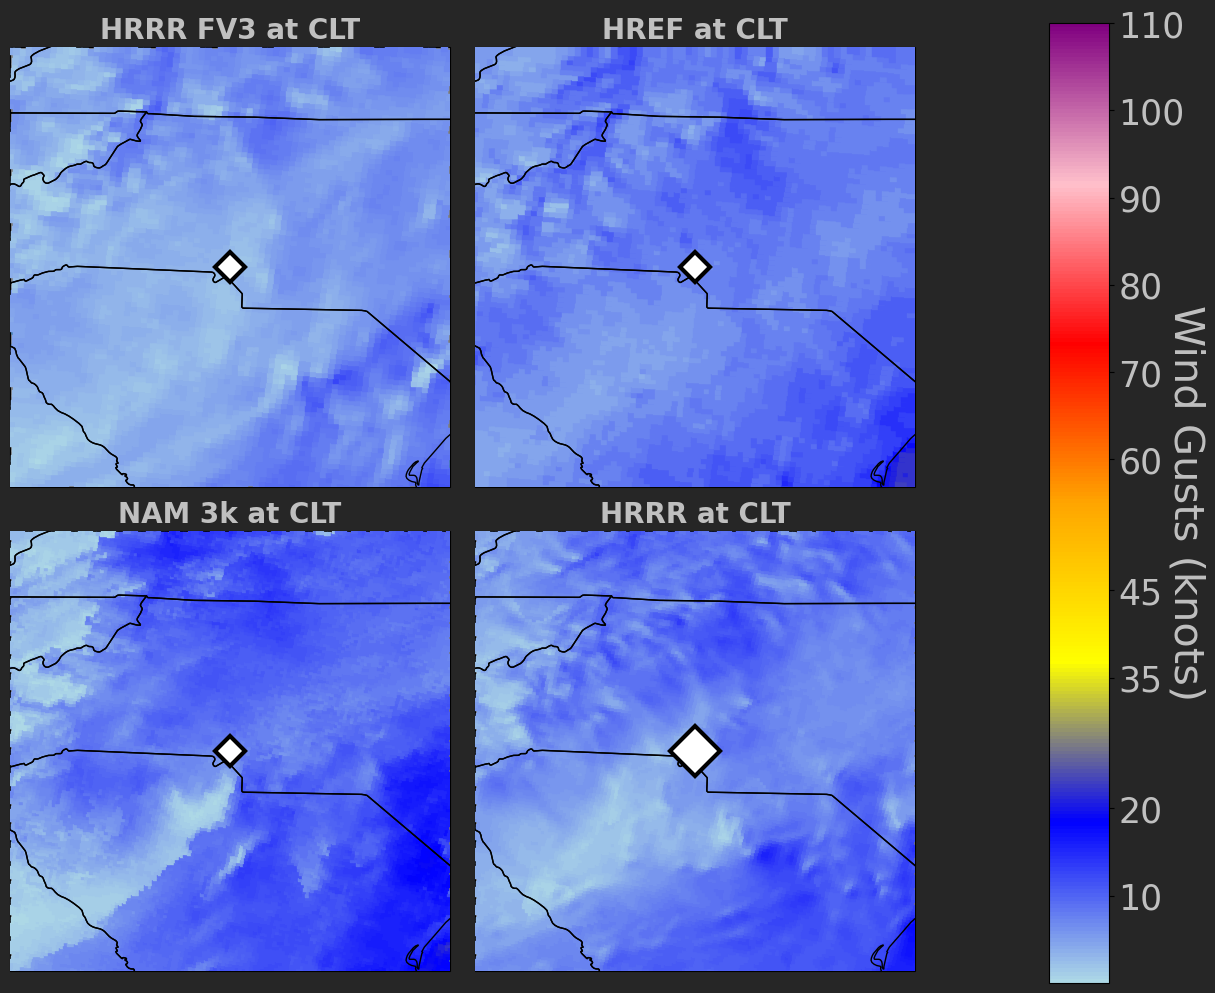 HRRR FV3 at CLT
HREF at CLT
NAM 3k at CLT
HRRR at CLT
110
100
90
80
70
60
45
35
20
10
Wind Gusts (knots)